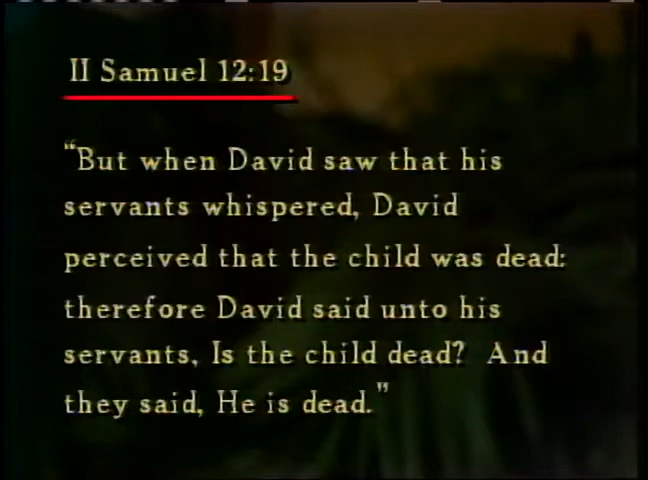 II Samuel 12:19
"But when David saw that his
servants whispered, David
perceived that the child was dead:
therefore David said unto his
servants, Is the child dead? And
they said, He is dead."